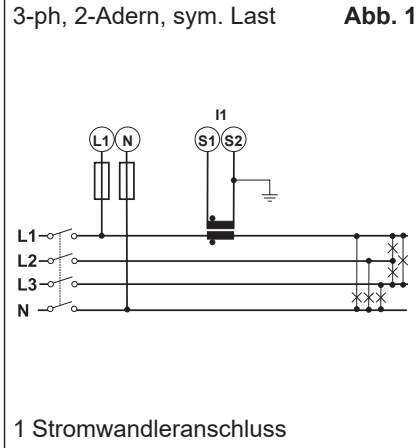 3-ph, 2-Adern, sym. Last Abb. 1
I1
L1 N S1 S2
L1
L2
L3
N
1 Stromwandleranschluss